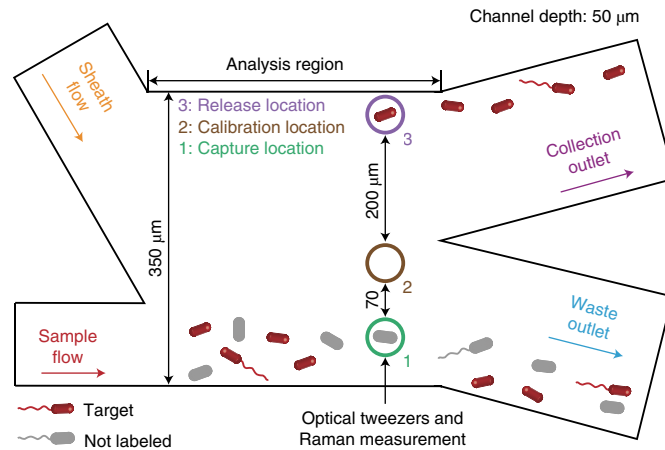 Channel depth: 50 μm
Sheath
flow
Analysis region
3: Release location
2: Calibration location
1: Capture location
3
200 μm
Collection
outlet
350 μm
2
70
Waste
outlet
Sample
flow
1
Target
Not labeled
Optical tweezers and
Raman measurement